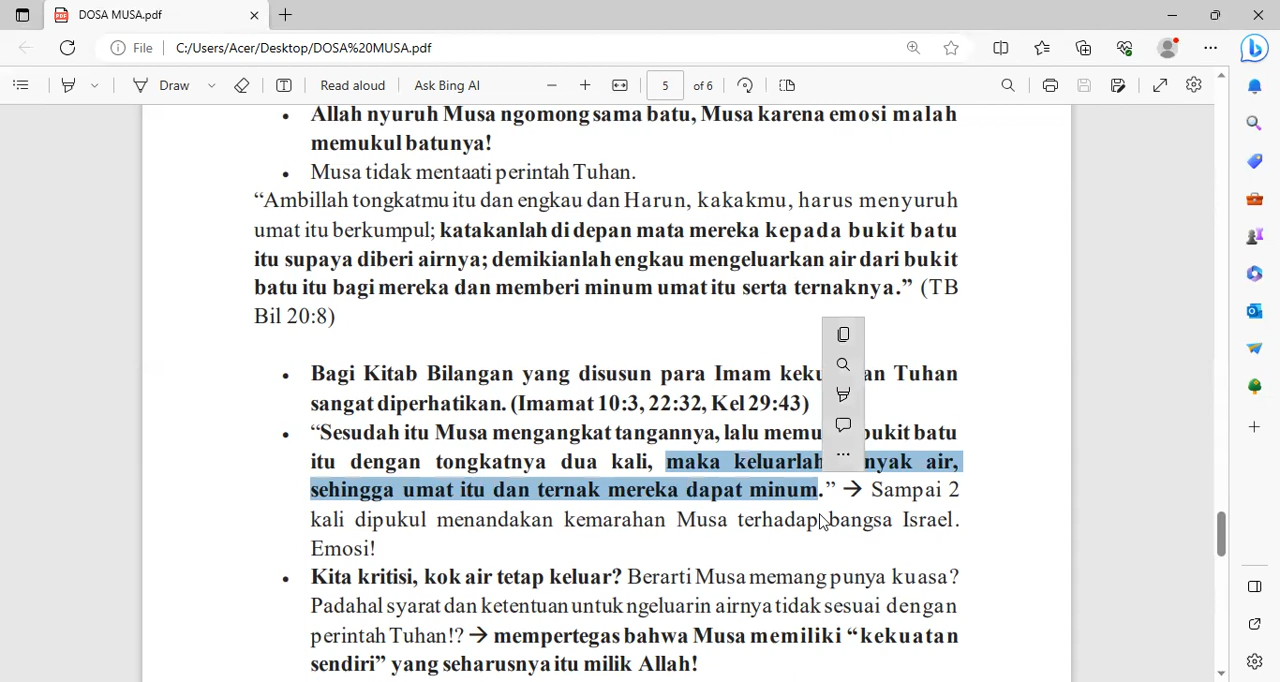 DOSA MUSA.pdf
File C:/Users/Acer/Desktop/DOSA%20MUSA.pdf
Draw Read aloud Ask Bing AI 5 of 6
• Allah nyuruh Musa ngomong sama batu, Musa karena emosi malah
memukul batunya!
• Musa tidak mentaati perintah Tuhan.
“Ambillah tongkatmu itu dan engkau dan Harun, kakakmu, harus menyuruh
umat itu berkumpul; katakanlah di depan mata mereka kepada bukit batu
itu supaya diberi airnya; demikianlah engkau mengeluarkan air dari bukit
batu itu bagi mereka dan memberi minum umat itu serta ternaknya.” (TB
Bil 20:8)
• Bagi Kitab Bilangan yang disusun para Imam keku an Tuhan
sangat diperhatikan. (Imamat 10:3, 22:32, Kel 29:43)
• “Sesudah itu Musa mengangkat tangannya, lalu memu bukit batu
itu dengan tongkatnya dua kali, maka keluarlah nyak air,
sehingga umat itu dan ternak mereka dapat minum.” → Sampai 2
kali dipukul menandakan kemarahan Musa terhadap bangsa Israel.
Emosi!
• Kita kritisi, kok air tetap keluar? Berarti Musa memang punya kuasa?
Padahal syarat dan ketentuan untuk ngeluarin airnya tidak sesuai dengan
perintah Tuhan!? → mempertegas bahwa Musa memiliki “kekuatan
sendiri” yang seharusnya itu milik Allah!